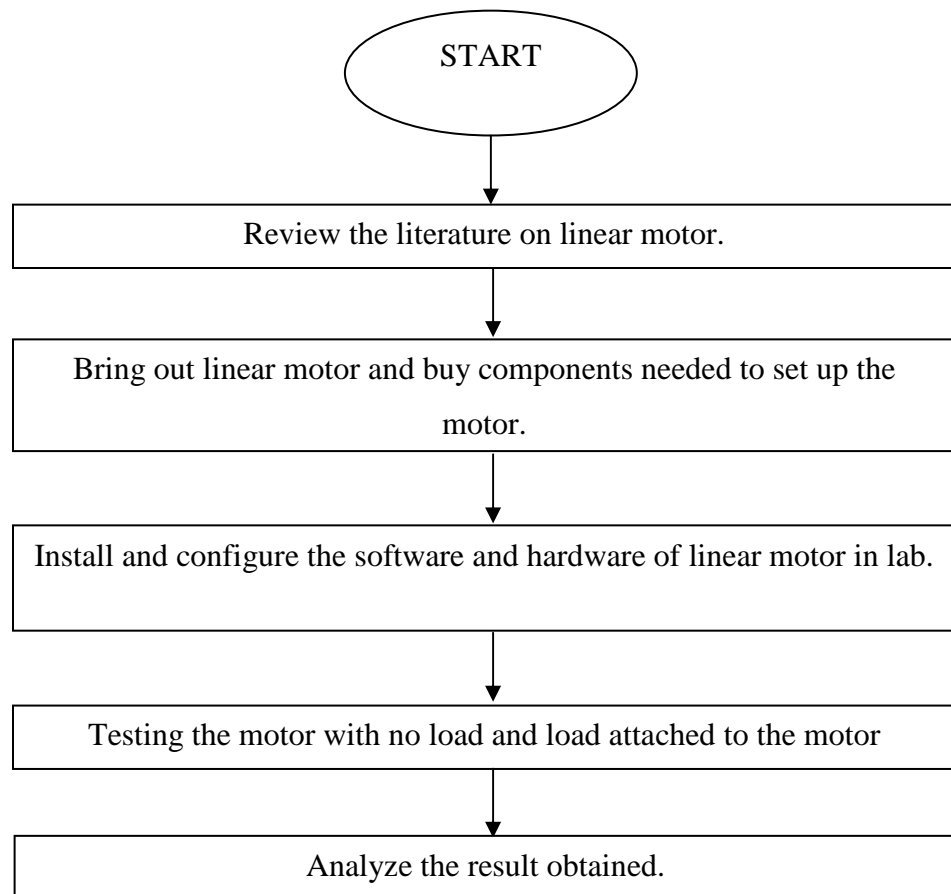 START
Review the literature on linear motor.
Bring out linear motor and buy components needed to set up the
motor.
Install and configure the software and hardware of linear motor in lab.
Testing the motor with no load and load attached to the motor
Analyze the result obtained.